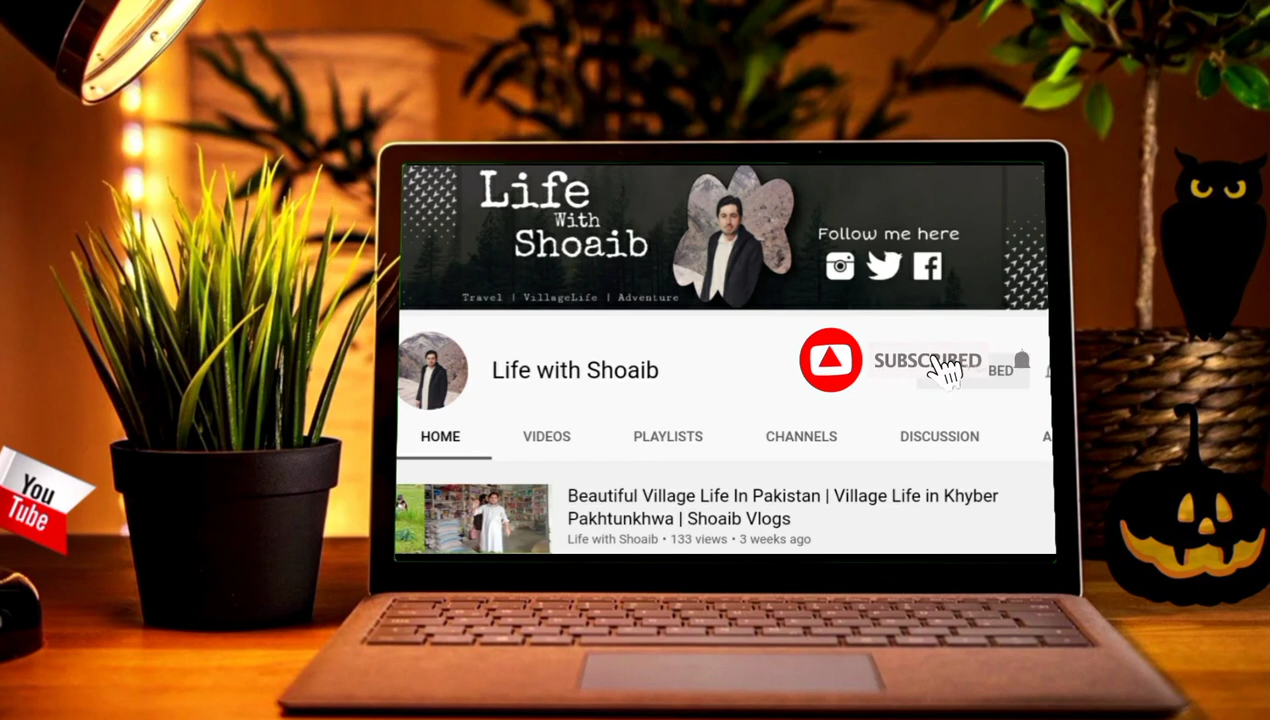 Life
With
Shoaib
Follow me here
Travel | VillageLife | Adventure
Life with Shoaib
SUBSCRIBED
BED
HOME VIDEOS PLAYLISTS CHANNELS DISCUSSION A
You
Tube
Beautiful Village Life In Pakistan | Village Life in Khyber
Pakhtunkhwa | Shoaib Vlogs
Life with Shoaib • 133 views • 3 weeks ago